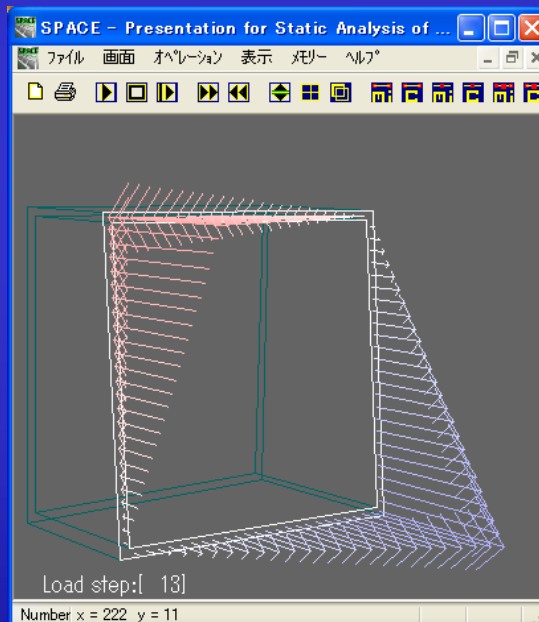 SPACE - Presentation for Static Analysis of ...
ファイル 画面 オペレーション 表示 メモリー ヘルプ
Load step:[ 13]
Number x = 222 y = 11